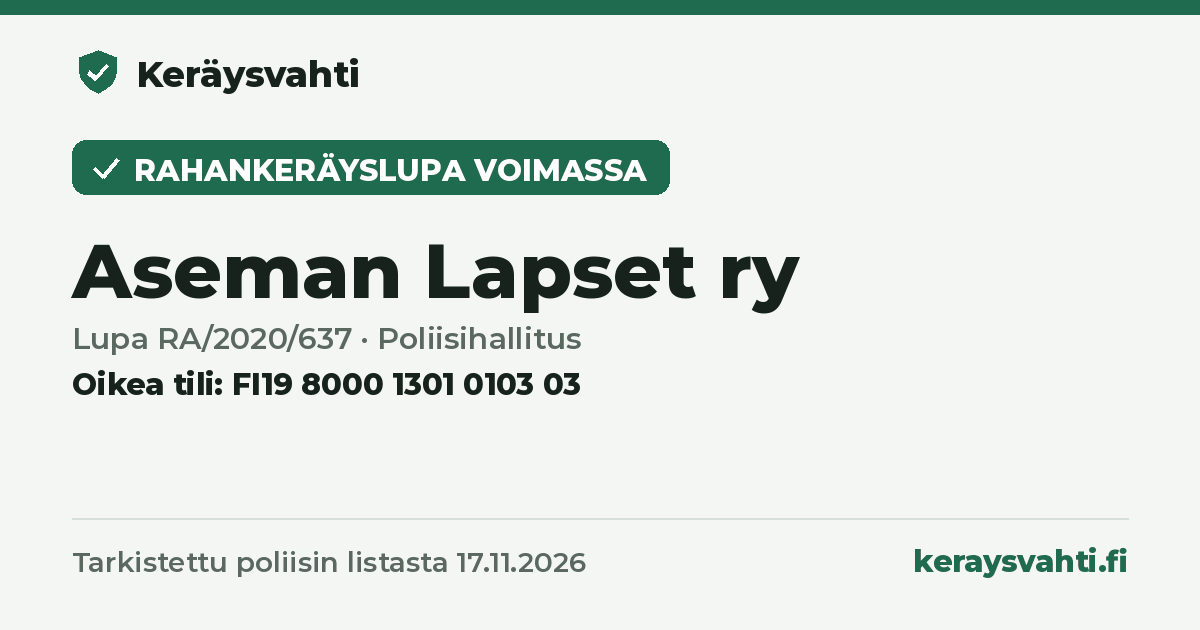 Keräysvahti
RAHANKERÄYSLUPA VOIMASSA
Aseman Lapset ry
Lupa RA/2020/637 · Poliisihallitus
Oikea tili: FI19 8000 1301 0103 03
Tarkistettu poliisin listasta 17.11.2026
keraysvahti.fi